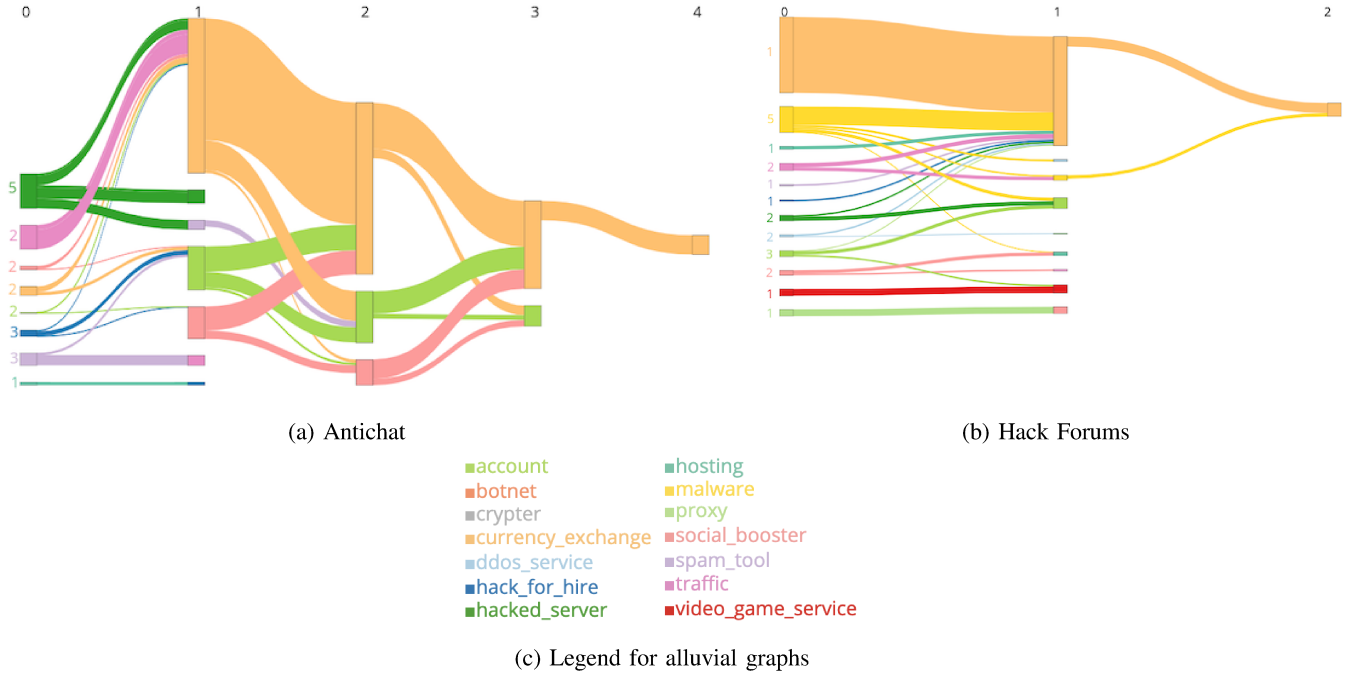 0 1 2 3 4
5
2
2
2
2
3
3
1
(a) Antichat
0 1 2
1
5
1
2
1
1
2
2
3
2
1
1
(b) Hack Forums
account
botnet
crypter
currency_exchange
ddos_service
hack_for_hire
hacked_server
hosting
malware
proxy
social_booster
spam_tool
traffic
video_game_service
(c) Legend for alluvial graphs